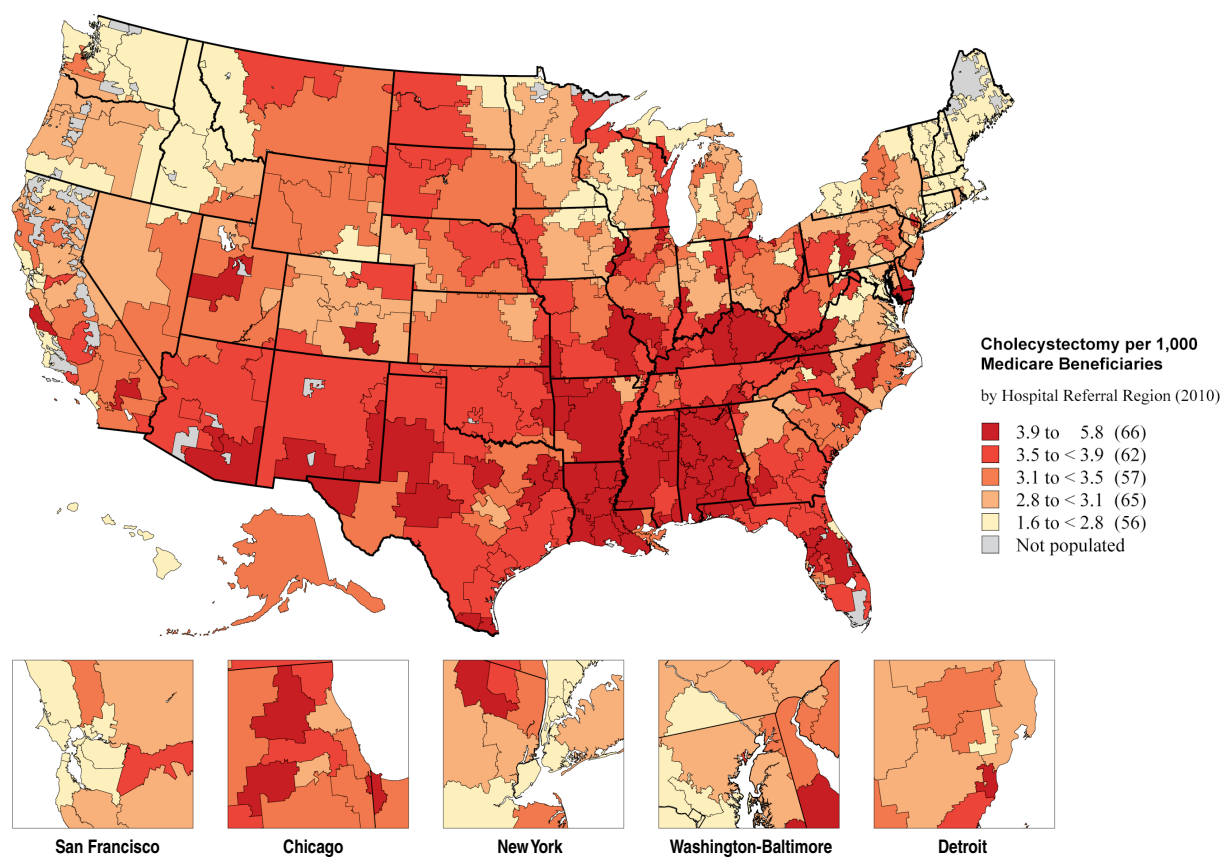 Cholecystectomy per 1,000
Medicare Beneficiaries
by Hospital Referral Region (2010)
3.9 to 5.8 (66)
3.5 to < 3.9 (62)
3.1 to < 3.5 (57)
2.8 to < 3.1 (65)
1.6 to < 2.8 (56)
Not populated
San Francisco
Chicago
New York
Washington-Baltimore
Detroit